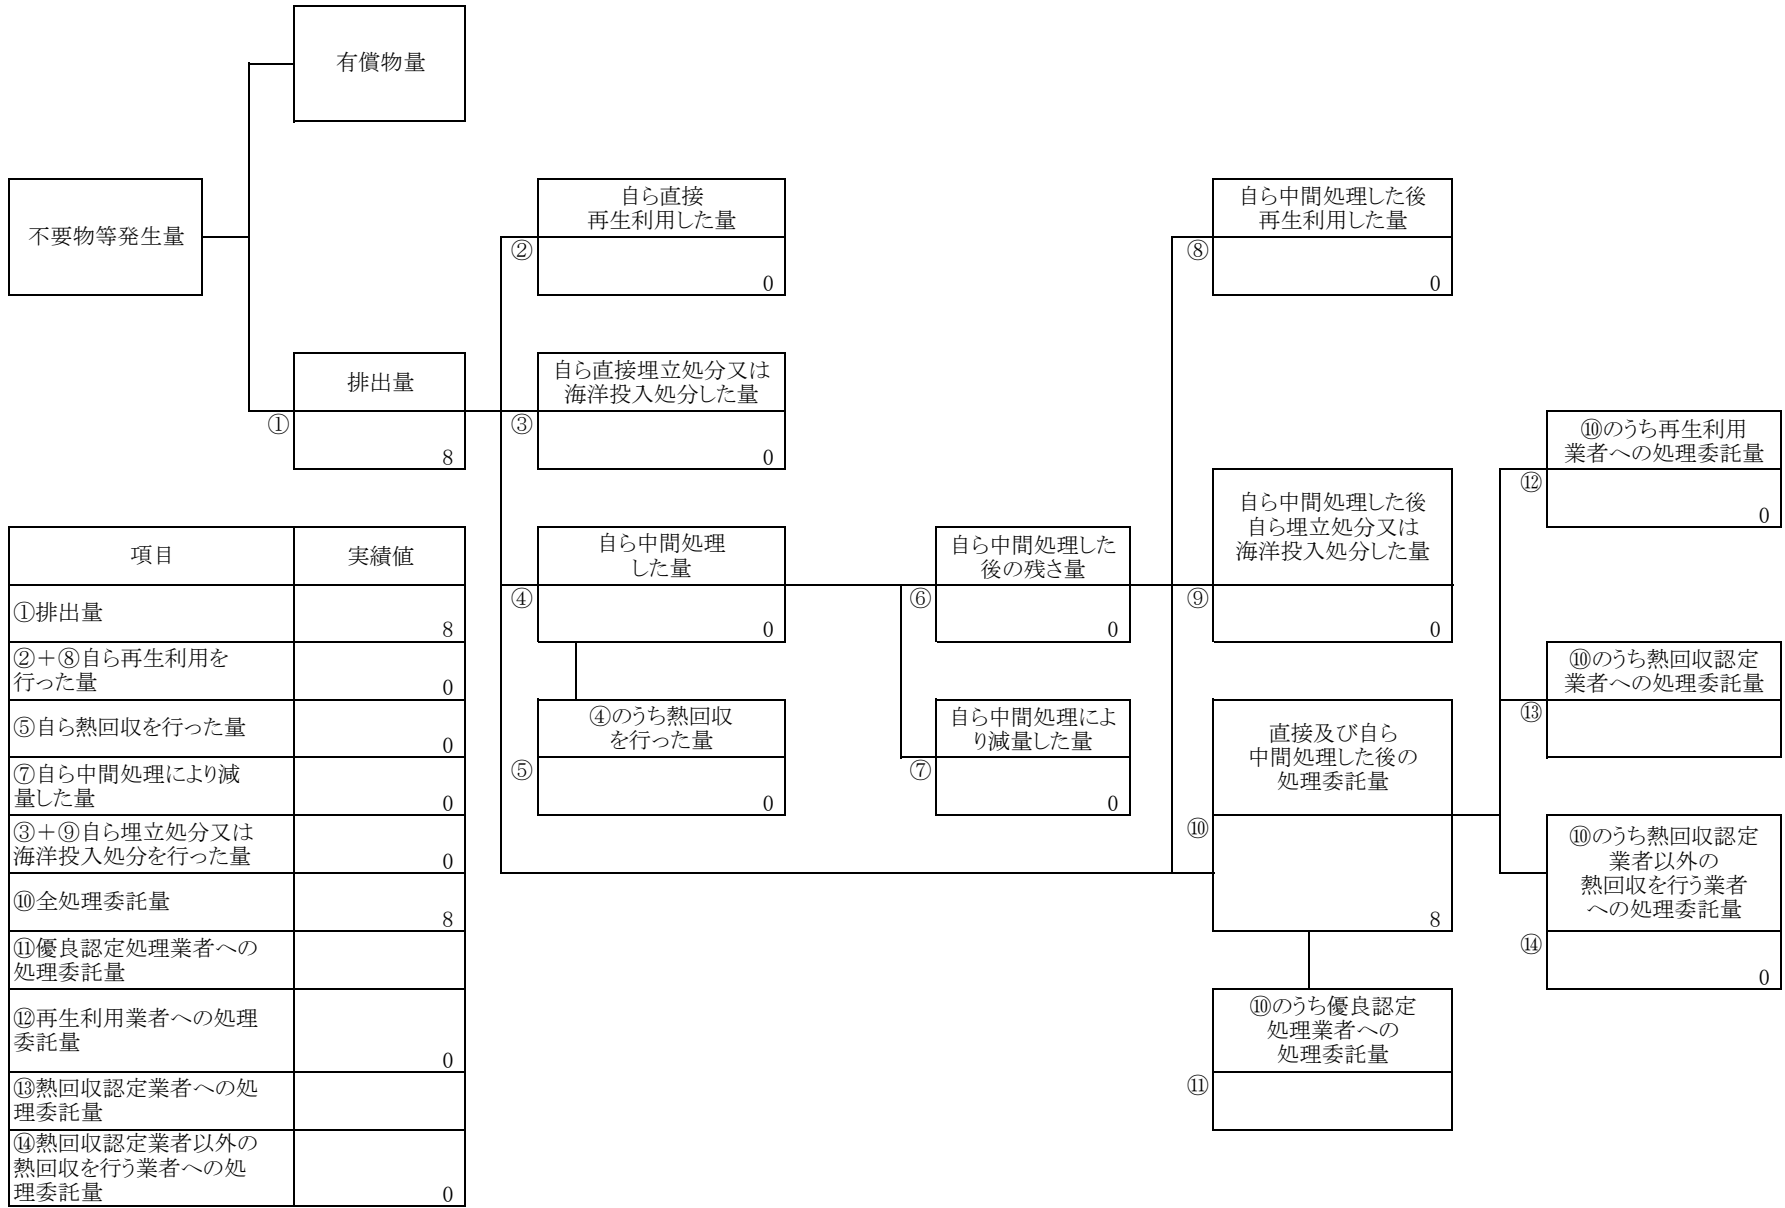 有償物量
不要物等発生量
自ら直接
再生利用した量
②
0
自ら中間処理した後
再生利用した量
⑧
0
排出量
①
8
自ら直接埋立処分又は
海洋投入処分した量
③
0
⑩のうち再生利用
業者への処理委託量
⑫
0
自ら中間処理
した量
④
0
自ら中間処理した
後の残さ量
⑥
0
自ら中間処理した後
自ら埋立処分又は
海洋投入処分した量
⑨
0
⑩のうち熱回収認定
業者への処理委託量
⑬
④のうち熱回収
を行った量
⑤
0
自ら中間処理によ
り減量した量
⑦
0
直接及び自ら
中間処理した後の
処理委託量
⑩
8
⑩のうち熱回収認定
業者以外の
熱回収を行う業者
への処理委託量
⑭
0
⑩のうち優良認定
処理業者への
処理委託量
⑪
項目 実績値
①排出量
8
②＋⑧自ら再生利用を
行った量
0
⑤自ら熱回収を行った量
0
⑦自ら中間処理により減
量した量
0
③＋⑨自ら埋立処分又は
海洋投入処分を行った量
0
⑩全処理委託量
8
⑪優良認定処理業者への
処理委託量
⑫再生利用業者への処理
委託量
0
⑬熱回収認定業者への処
理委託量
⑭熱回収認定業者以外の
熱回収を行う業者への処
理委託量
0